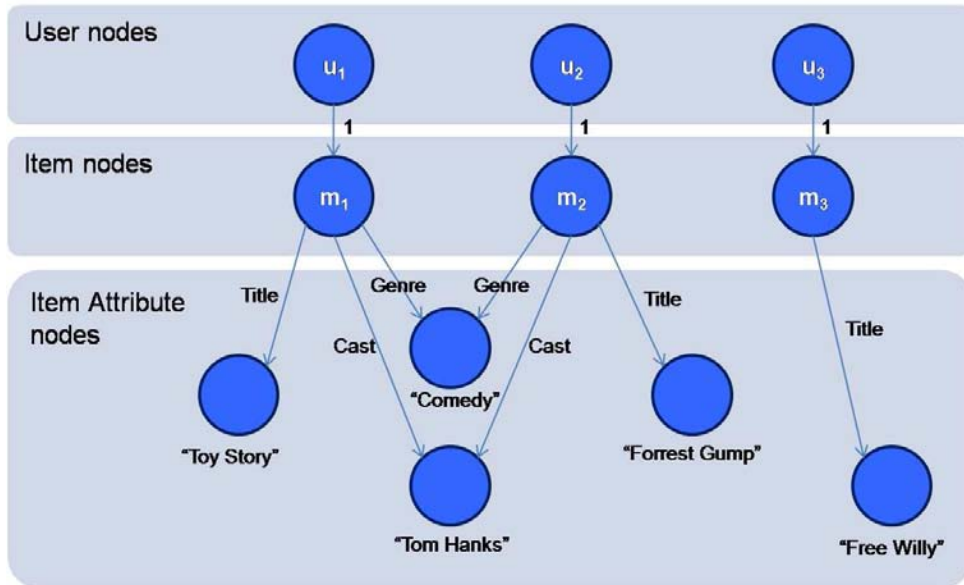 User nodes
u1
u2
u3
1
1
1
Item nodes
m1
m2
m3
Item Attribute
nodes
Title
Genre
Genre
Title
Title
Cast
Cast
"Comedy"
"Toy Story"
"Forrest Gump"
"Tom Hanks"
"Free Willy"